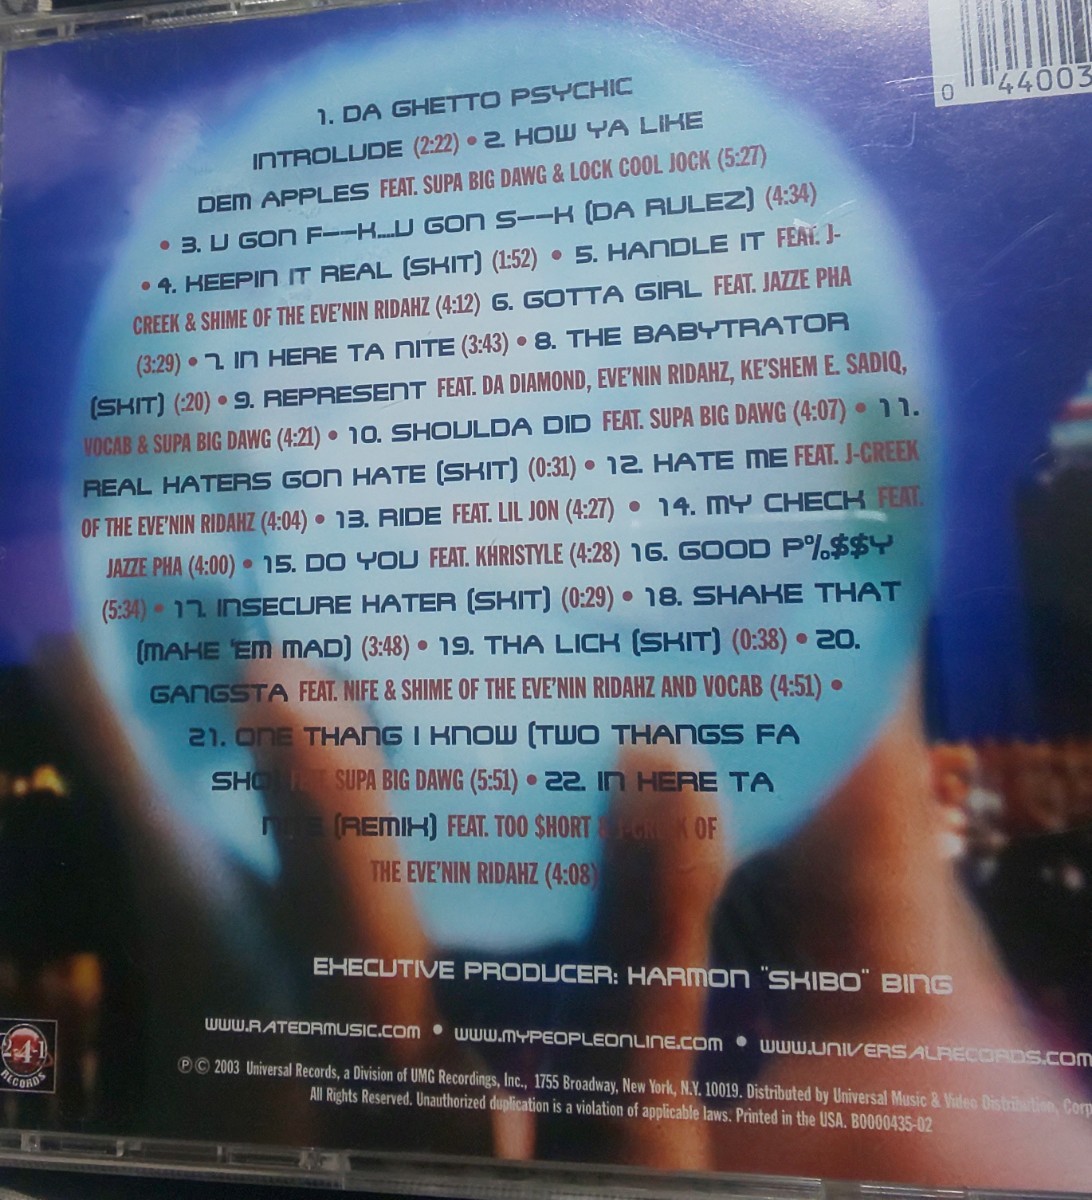 0 44003
1. DA GHETTO PSYCHIC
INTROLUDE (2:22) • 2. HOW YA LIKE
DEM APPLES FEAT. SUPA BIG DAWG & LOCK COOL JOCK (5:27)
• 3. U GON F--K...U GON S--K (DA RULEZ) (4:34)
• 4. KEEPIN IT REAL (SKIT) (1:52) • 5. HANDLE IT FEAT. J-
CREEK & SHIME OF THE EVE'NIN RIDAHZ (4:12) 6. GOTTA GIRL FEAT. JAZZE PHA
(3:29) • 7. IN HERE TA NITE (3:43) • 8. THE BABYTRATOR
(SKIT) (:20) • 9. REPRESENT FEAT. DA DIAMOND, EVE'NIN RIDAHZ, KE'SHEM E. SADIQ,
VOCAB & SUPA BIG DAWG (4:21) • 10. SHOULDA DID FEAT. SUPA BIG DAWG (4:07) • 11.
REAL HATERS GON HATE (SKIT) (0:31) • 12. HATE ME FEAT. J-CREEK
OF THE EVE'NIN RIDAHZ (4:04) • 13. RIDE FEAT. LIL JON (4:27) • 14. MY CHECK FEAT.
JAZZE PHA (4:00) • 15. DO YOU FEAT. KHRISTYLE (4:28) 16. GOOD P%$$Y
(5:34) • 17. INSECURE HATER (SKIT) (0:29) • 18. SHAKE THAT
(MAKE 'EM MAD) (3:48) • 19. THA LICK (SKIT) (0:38) • 20.
GANGSTA FEAT. NIFE & SHIME OF THE EVE'NIN RIDAHZ AND VOCAB (4:51) •
21. ONE THANG I KNOW (TWO THANGS FA
SUPA BIG DAWG (5:51) • 22. IN HERE TA
(REMIX) FEAT. TOO $HORT & J-CREEK OF
THE EVE'NIN RIDAHZ (4:08)
EXECUTIVE PRODUCER: HARMON "SKIBO" BING
WWW.RATEDRMUSIC.COM • WWW.MYPEOPLEONLINE.COM • WWW.UNIVERSALRECORDS.COM
2-4-1
RECORDS
℗ © 2003 Universal Records, a Division of UMG Recordings, Inc., 1755 Broadway, New York, N.Y. 10019. Distributed by Universal Music & Video Distribution,
All Rights Reserved. Unauthorized duplication is a violation of applicable laws. Printed in the USA. B0000435-02